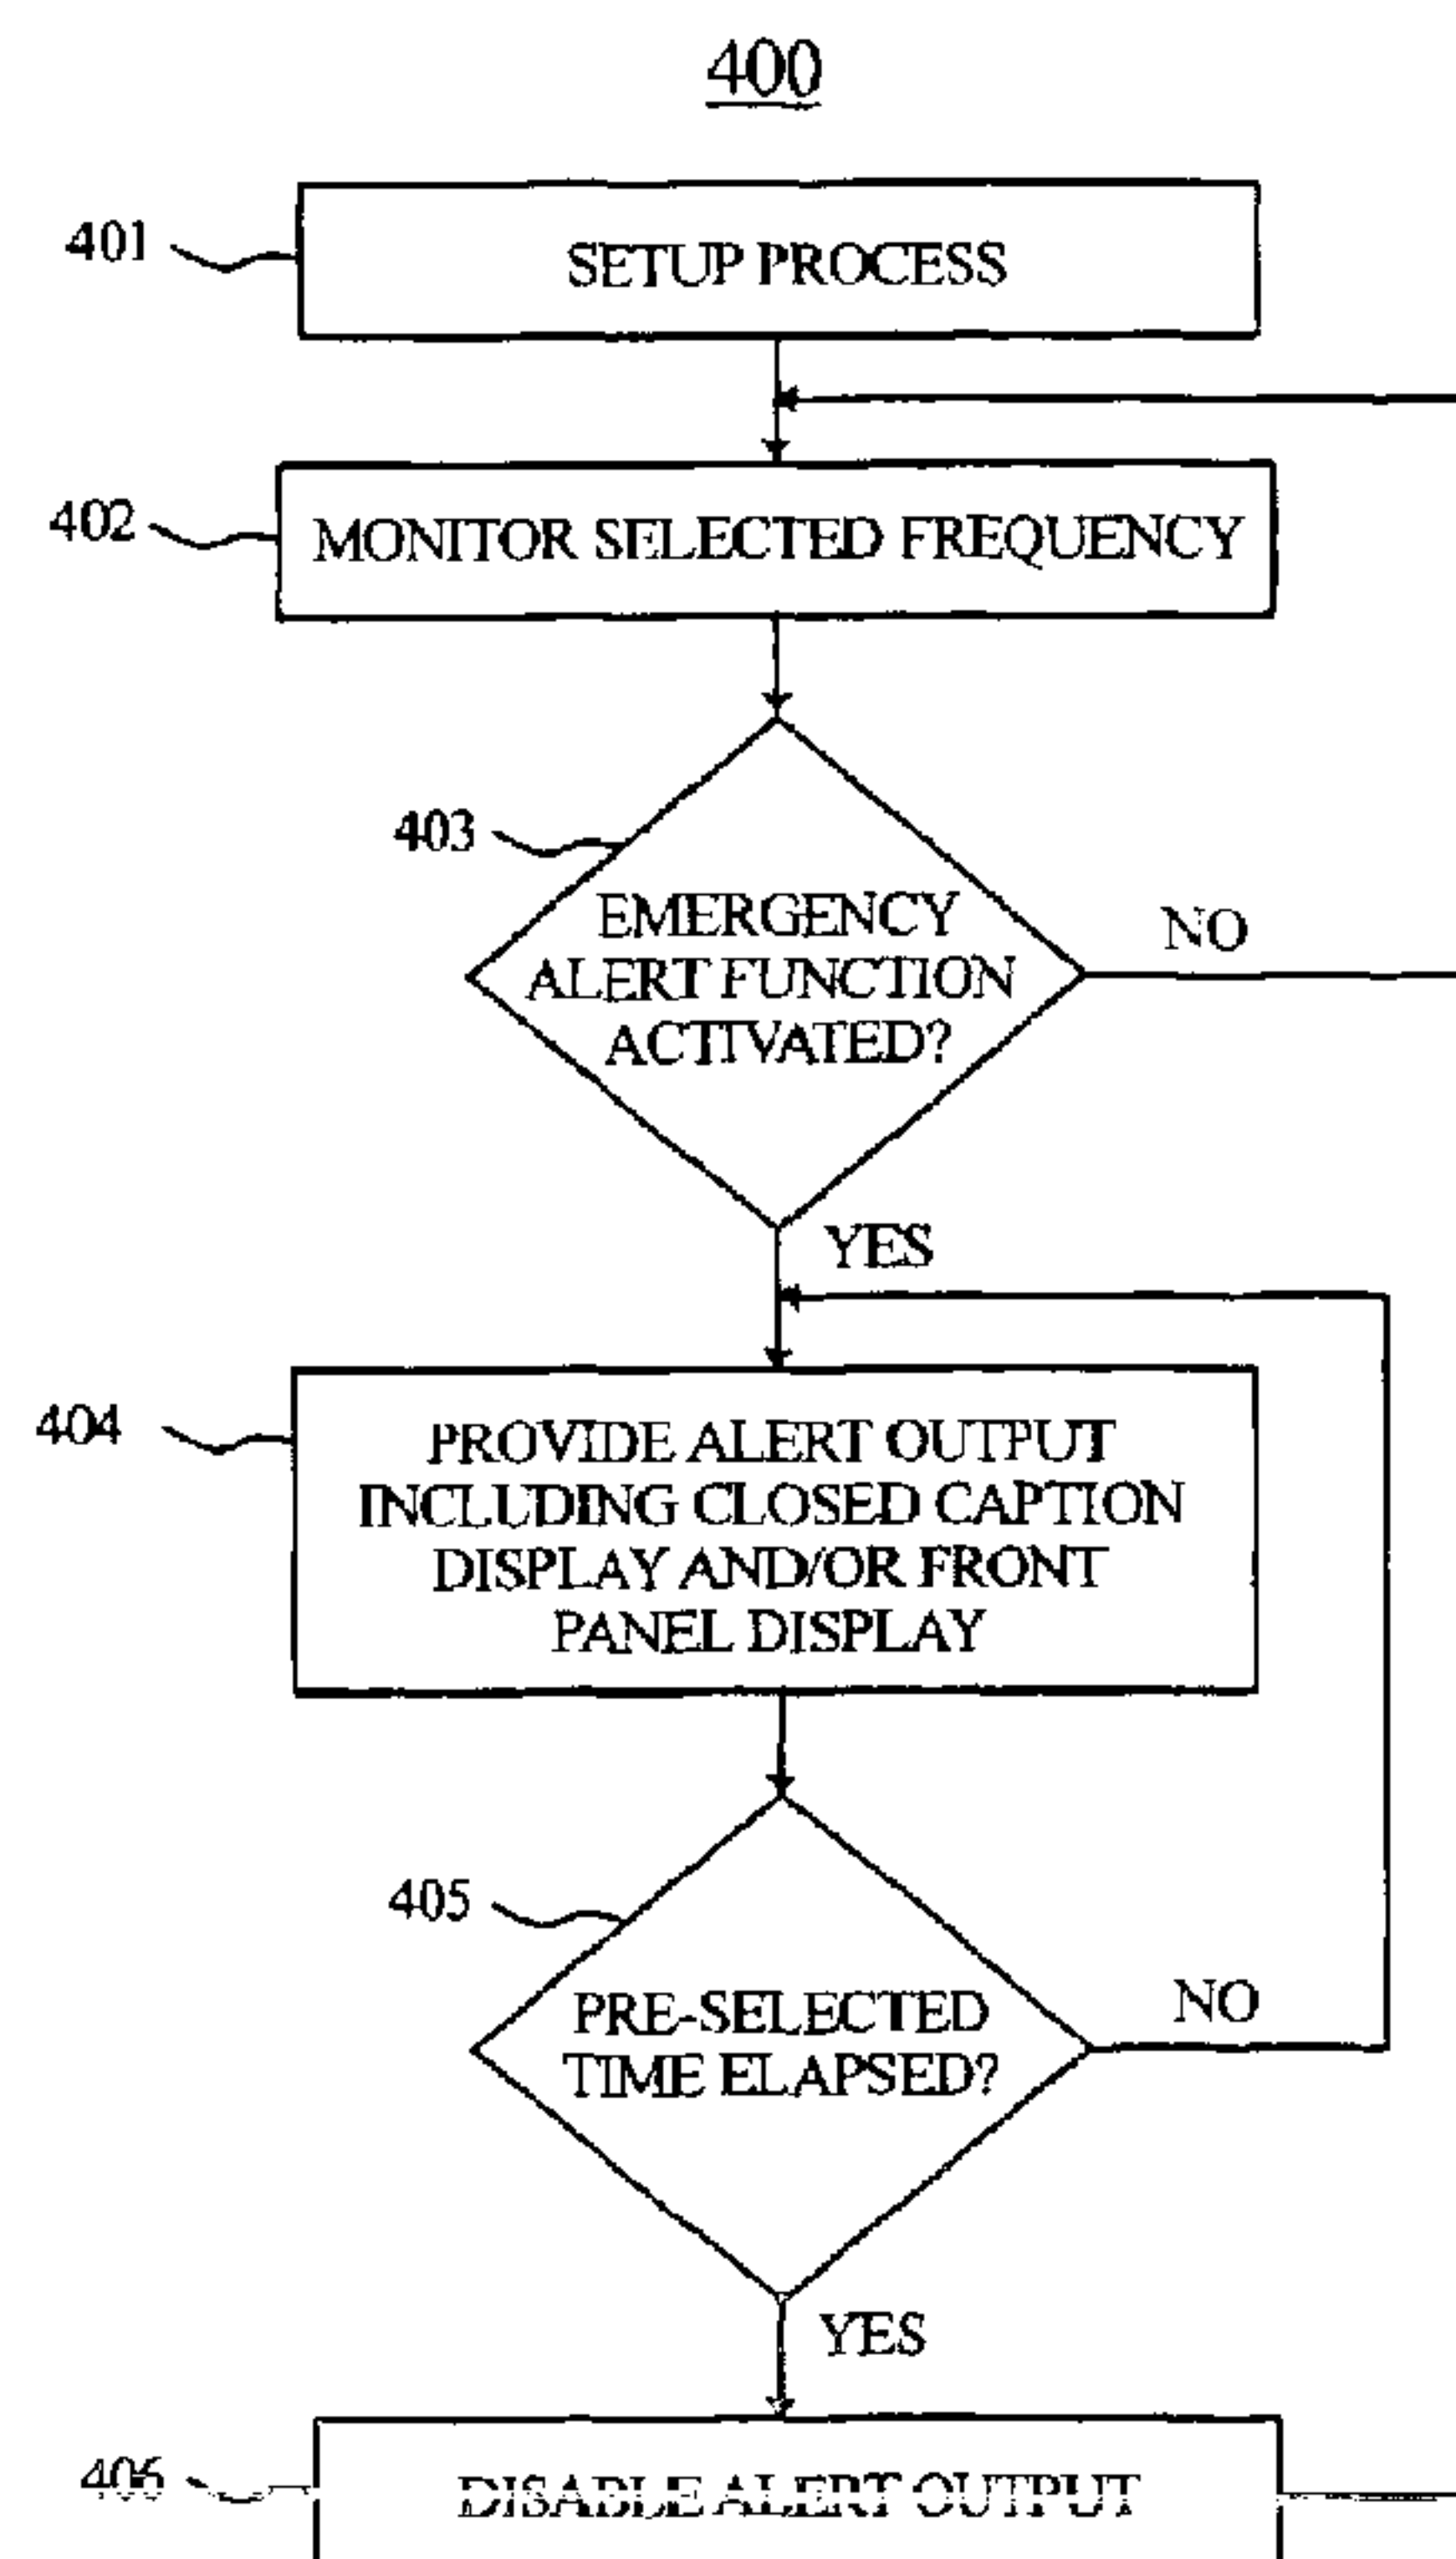 400
401
SETUP PROCESS
402
MONITOR SELECTED FREQUENCY
403
EMERGENCY
ALERT FUNCTION
ACTIVATED?
NO
YES
404
PROVIDE ALERT OUTPUT
INCLUDING CLOSED CAPTION
DISPLAY AND/OR FRONT
PANEL DISPLAY
405
PRE-SELECTED
TIME ELAPSED?
NO
YES
406
DISABLE ALERT OUTPUT